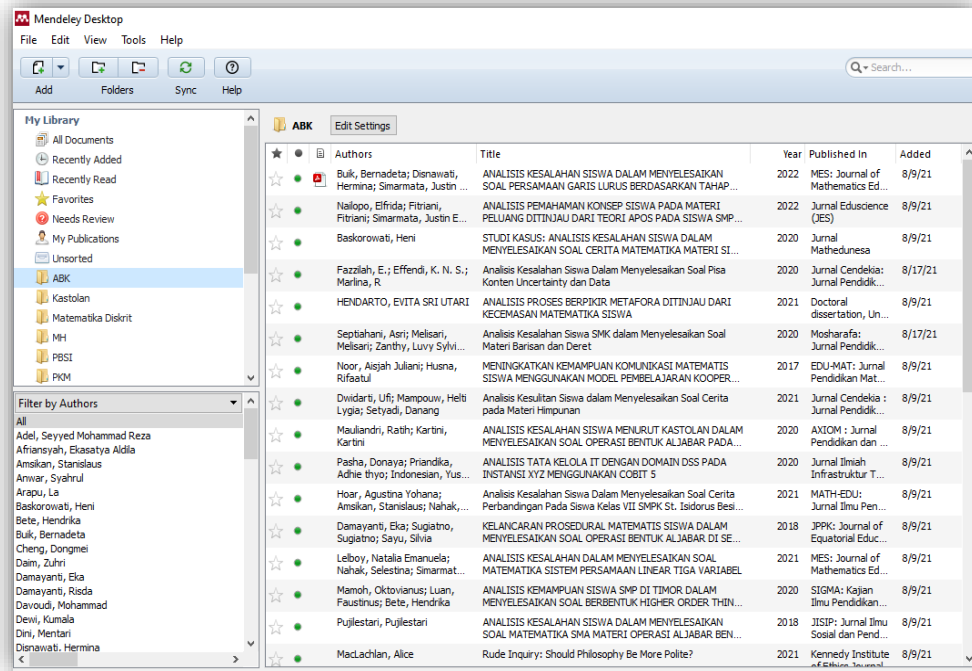 Mendeley Desktop
File Edit View Tools Help
Search...
Add Folders Sync Help
My Library
All Documents
Recently Added
Recently Read
Favorites
Needs Review
My Publications
Unsorted
ABK
Kastolan
Matematika Diskrit
MH
PBSI
PKM
Filter by Authors
All
Adel, Seyyed Mohammad Reza
Afriansyah, Ekasatya Aldila
Amsikan, Stanislaus
Anwar, Syahrul
Arapu, La
Baskorowati, Heni
Bete, Hendrika
Buik, Bernadeta
Cheng, Dongmei
Daim, Zuhri
Damayanti, Eka
Damayanti, Risda
Davoudi, Mohammad
Dewi, Kumala
Dini, Mentari
Disnawati, Hermina
ABK Edit Settings
Authors Title Year Published In Added
Buik, Bernadeta; Disnawati, ANALISIS KESALAHAN SISWA DALAM MENYELESAIKAN 2022 MES: Journal of 8/9/21
Hermina; Simarmata, Justin ... SOAL PERSAMAAN GARIS LURUS BERDASARKAN TAHAP... Mathematics Ed...
Nailopo, Elfrida; Fitriani, ANALISIS PEMAHAMAN KONSEP SISWA PADA MATERI 2022 Jurnal Eduscience 8/9/21
Fitriani; Simarmata, Justin E... PELUANG DITINJAU DARI TEORI APOS PADA SISWA SMP... (JES)
Baskorowati, Heni STUDI KASUS: ANALISIS KESALAHAN SISWA DALAM 2020 Jurnal 8/9/21
MENYELESAIKAN SOAL CERITA MATEMATIKA MATERI SI... Mathedunesa
Fazzilah, E.; Effendi, K. N. S.; Analisis Kesalahan Siswa Dalam Menyelesaikan Soal Pisa 2020 Jurnal Cendekia: 8/17/21
Marlina, R Konten Uncertainty dan Data Jurnal Pendidik...
HENDARTO, EVITA SRI UTARI ANALISIS PROSES BERPIKIR METAFORA DITINJAU DARI 2021 Doctoral 8/9/21
KECEMASAN MATEMATIKA SISWA dissertation, Un...
Septiahani, Asri; Melisari, Analisis Kesalahan Siswa SMK dalam Menyelesaikan Soal 2020 Mosharafa: 8/17/21
Melisari; Zanthy, Luvy Sylvi... Materi Barisan dan Deret Jurnal Pendidik...
Noor, Aisjah Juliani; Husna, MENINGKATKAN KEMAMPUAN KOMUNIKASI MATEMATIS 2017 EDU-MAT: Jurnal 8/9/21
Rifaatul SISWA MENGGUNAKAN MODEL PEMBELAJARAN KOOPER... Pendidikan Mat...
Dwidarti, Ufi; Mampouw, Helti Analisis Kesulitan Siswa dalam Menyelesaikan Soal Cerita 2021 Jurnal Cendekia : 8/9/21
Lygia; Setyadi, Danang pada Materi Himpunan Jurnal Pendidik...
Mauliandri, Ratih; Kartini, ANALISIS KESALAHAN SISWA MENURUT KASTOLAN DALAM 2020 AXIOM : Jurnal 8/9/21
Kartini MENYELESAIKAN SOAL OPERASI BENTUK ALJABAR PADA... Pendidikan dan ...
Pasha, Donaya; Priandika, ANALISIS TATA KELOLA IT DENGAN DOMAIN DSS PADA 2020 Jurnal Ilmiah 8/9/21
Adhie thyo; Indonesian, Yus... INSTANSI XYZ MENGGUNAKAN COBIT 5 Infrastruktur T...
Hoar, Agustina Yohana; Analisis Kesalahan Siswa Dalam Menyelesaikan Soal Cerita 2021 MATH-EDU: 8/9/21
Amsikan, Stanislaus; Nahak,... Perbandingan Pada Siswa Kelas VII SMPK St. Isidorus Besi... Jurnal Ilmu Pen...
Damayanti, Eka; Sugiatno, KELANCARAN PROSEDURAL MATEMATIS SISWA DALAM 2018 JPPK: Journal of 8/9/21
Sugiatno; Sayu, Silvia MENYELESAIKAN SOAL OPERASI BENTUK ALJABAR DI SE... Equatorial Educ...
Lelboy, Natalia Emanuela; ANALISIS KESALAHAN DALAM MENYELESAIKAN SOAL 2021 MES: Journal of 8/9/21
Nahak, Selestina; Simarmat... MATEMATIKA SISTEM PERSAMAAN LINEAR TIGA VARIABEL Mathematics Ed...
Mamoh, Oktovianus; Luan, ANALISIS KEMAMPUAN SISWA SMP DI TIMOR DALAM 2020 SIGMA: Kajian 8/9/21
Faustinus; Bete, Hendrika MENYELESAIKAN SOAL BERBENTUK HIGHER ORDER THIN... Ilmu Pendidikan...
Pujilestari, Pujilestari ANALISIS KESALAHAN SISWA DALAM MENYELESAIKAN 2018 JISIP: Jurnal Ilmu 8/9/21
SOAL MATEMATIKA SMA MATERI OPERASI ALJABAR BEN... Sosial dan Pend...
MacLachlan, Alice Rude Inquiry: Should Philosophy Be More Polite? 2021 Kennedy Institute 8/9/21
of Ethics Journal